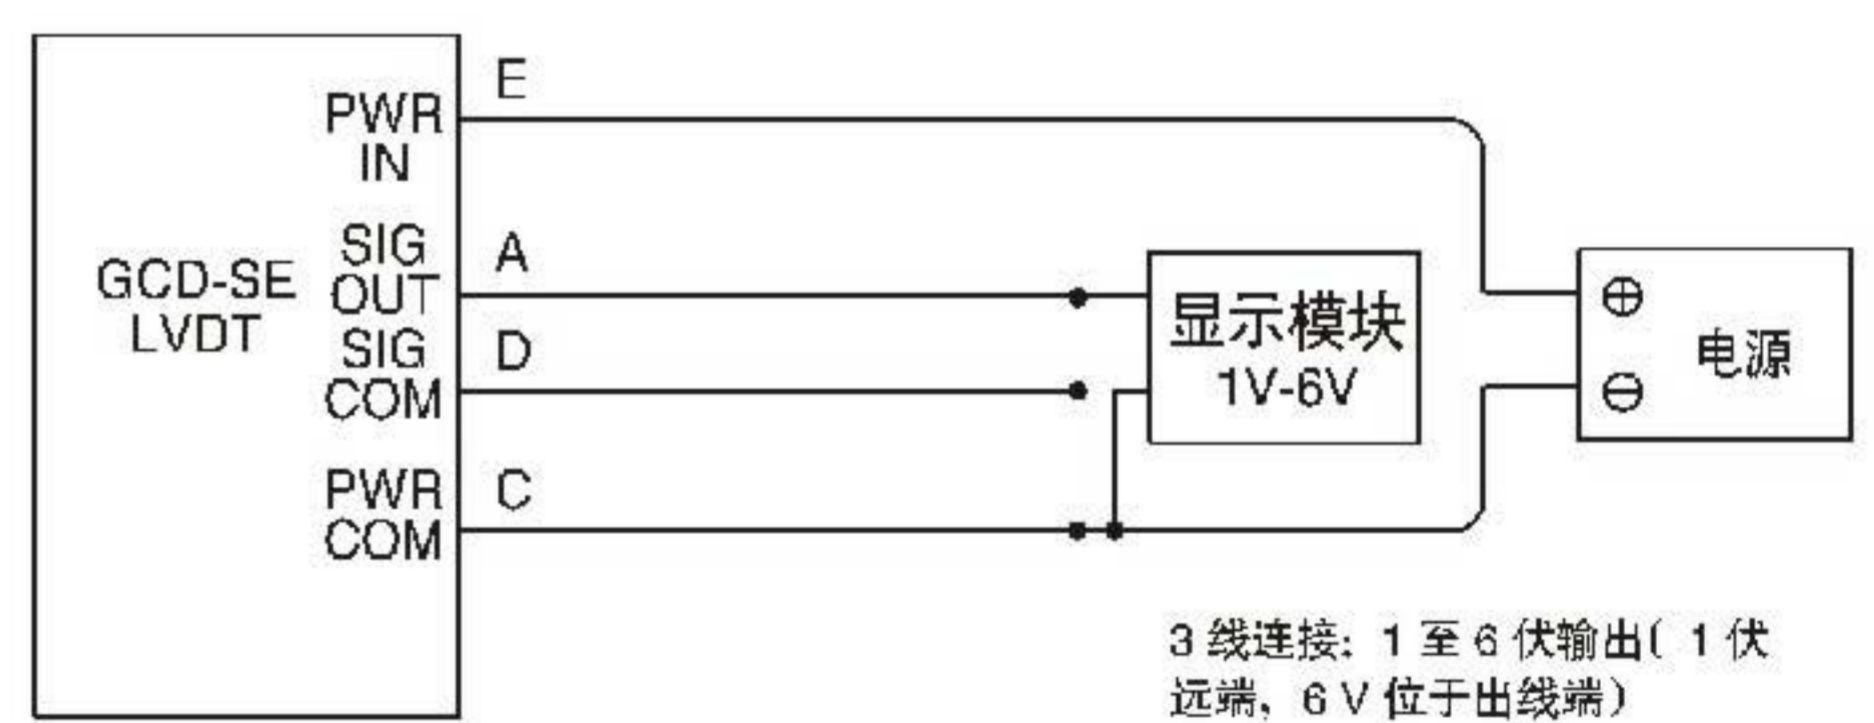 E
PWR
IN
SIG
OUT
A
GCD-SE
LVDT
SIG
COM
D
PWR
COM
C
显示模块
1V-6V
⊕
⊖
电源
3 线连接: 1 至 6 伏输出( 1 伏
远端, 6 V 位于出线端)